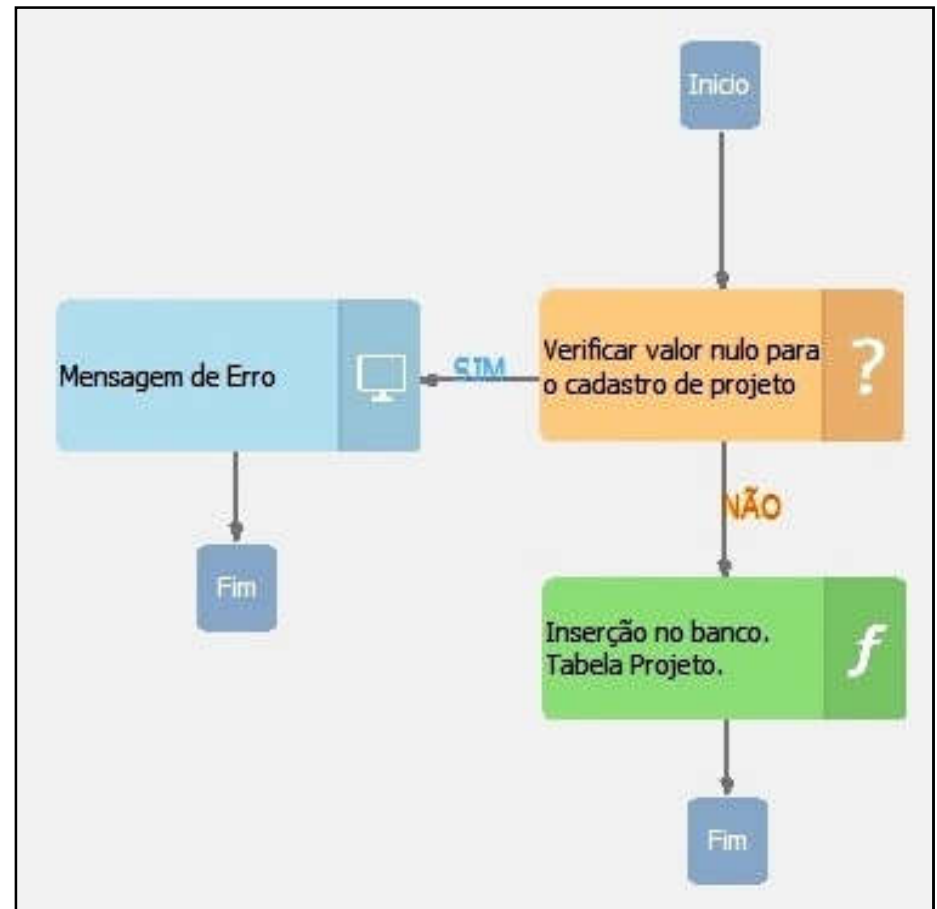 Inicio
Verificar valor nulo para
o cadastro de projeto
?
SIM
Mensagem de Erro
Fim
NÃO
Inserção no banco.
Tabela Projeto.
f
Fim